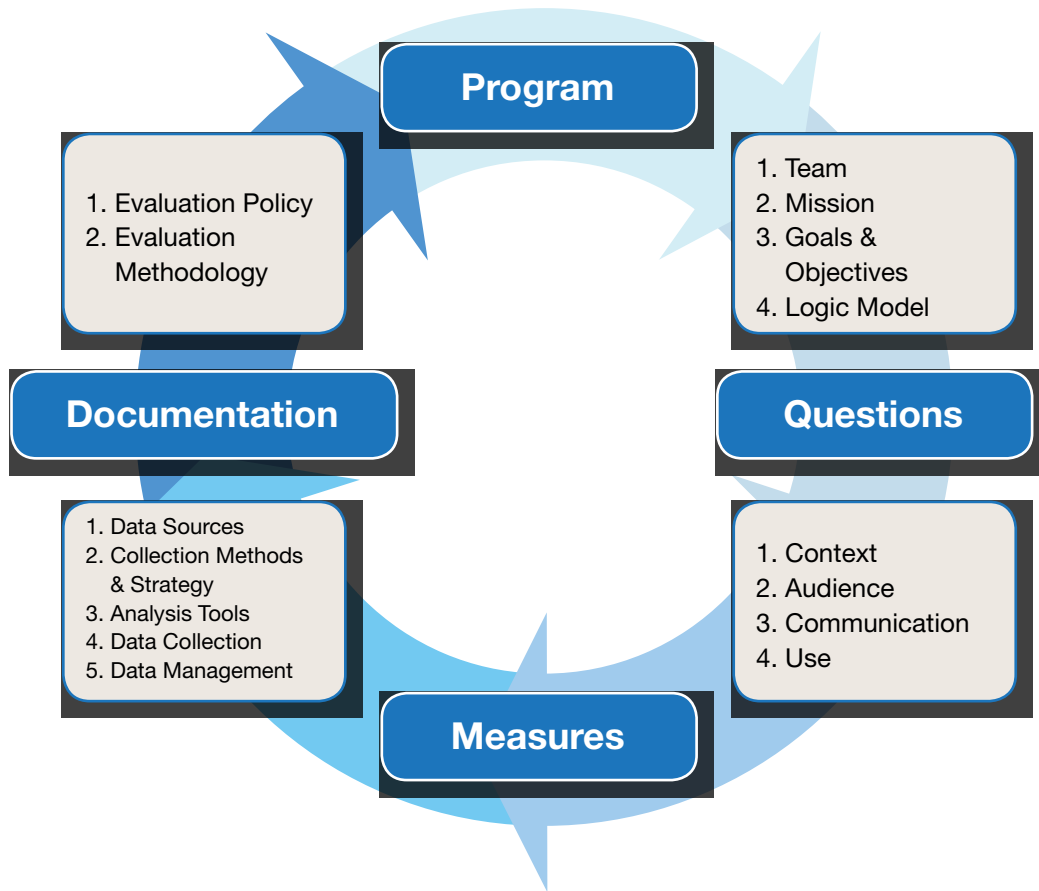 Program
1. Evaluation Policy
2. Evaluation
Methodology
1. Team
2. Mission
3. Goals &
Objectives
4. Logic Model
Documentation
Questions
1. Data Sources
2. Collection Methods
& Strategy
3. Analysis Tools
4. Data Collection
5. Data Management
1. Context
2. Audience
3. Communication
4. Use
Measures